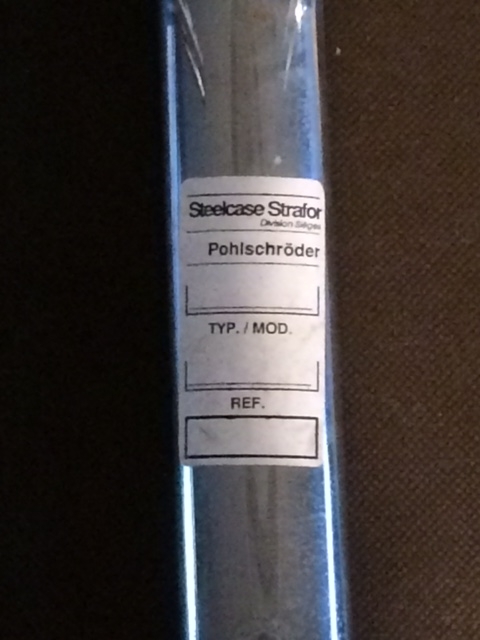 Steelcase Strafor
Division Sièges
Pohlschröder
TYP. / MOD.
REF.